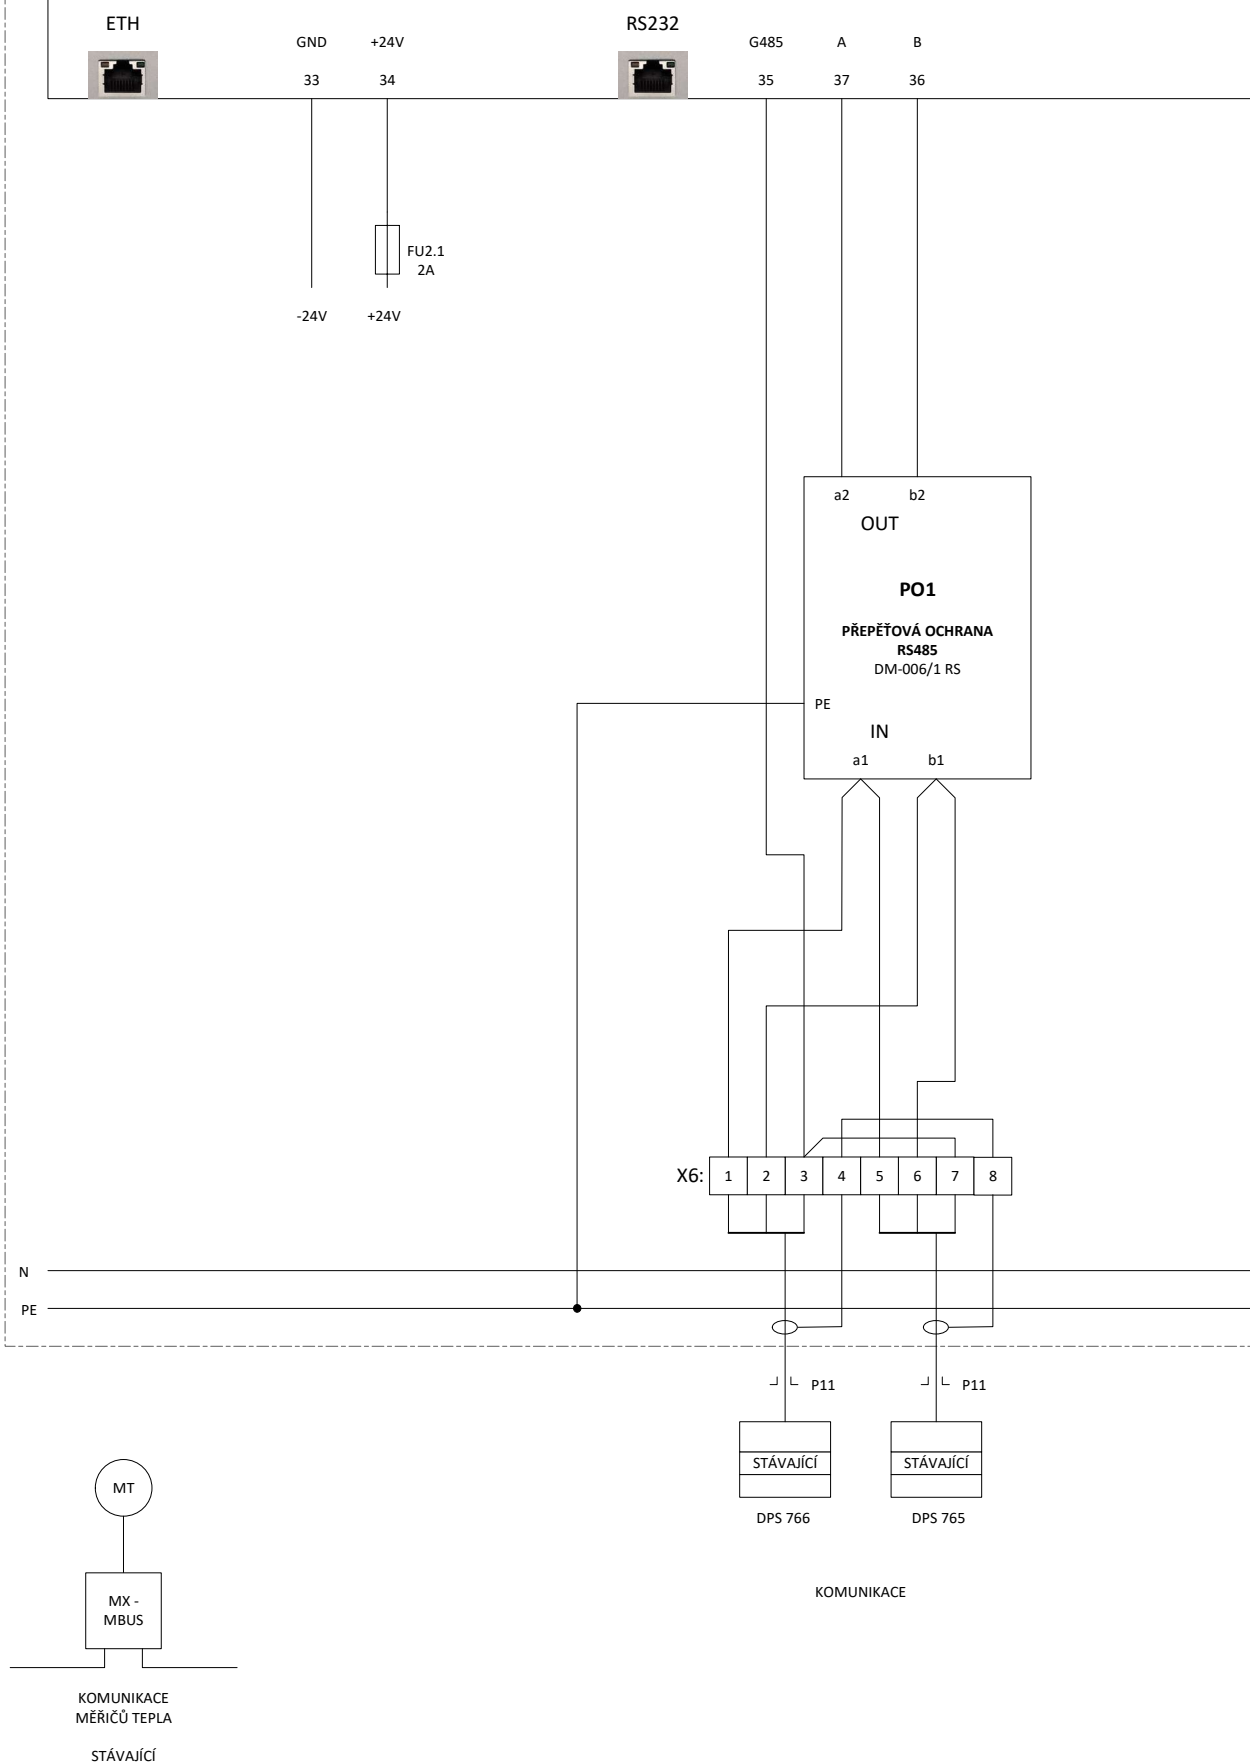 ETH
RS232
GND +24V
G485 A B
33 34
35 37 36
FU2.1
2A
-24V +24V
a2 b2
OUT
PO1
PŘEPĚŤOVÁ OCHRANA
RS485
DM-006/1 RS
PE
IN
a1 b1
X6: 1 2 3 4 5 6 7 8
N
PE
P11 P11
STÁVAJÍCÍ STÁVAJÍCÍ
DPS 766 DPS 765
MT
KOMUNIKACE
MX -
MBUS
KOMUNIKACE
MĚŘIČŮ TEPLA
STÁVAJÍCÍ